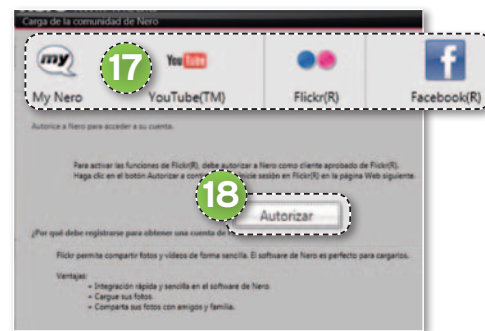 Carga de la comunidad de Nero
my
You Tube
17
My Nero
YouTube(TM)
Flickr(R)
Facebook(R)
Autorice a Nero para acceder a su cuenta.
Para activar las funciones de Flickr(R), debe autorizar a Nero como cliente aprobado de Flickr(R).
Haga clic en el botón Autorizar a inicie sesión en Flickr(R) en la página Web siguiente.
18
Autorizar
¿Por qué debe registrarse para obtener una cuenta de
Flickr permite compartir fotos y vídeos de forma sencilla. El software de Nero es perfecto para cargarlos.
Ventajas:
• Integración rápida y sencilla en el software de Nero.
• Cargue sus fotos.
• Comparta sus fotos con amigos y familia.